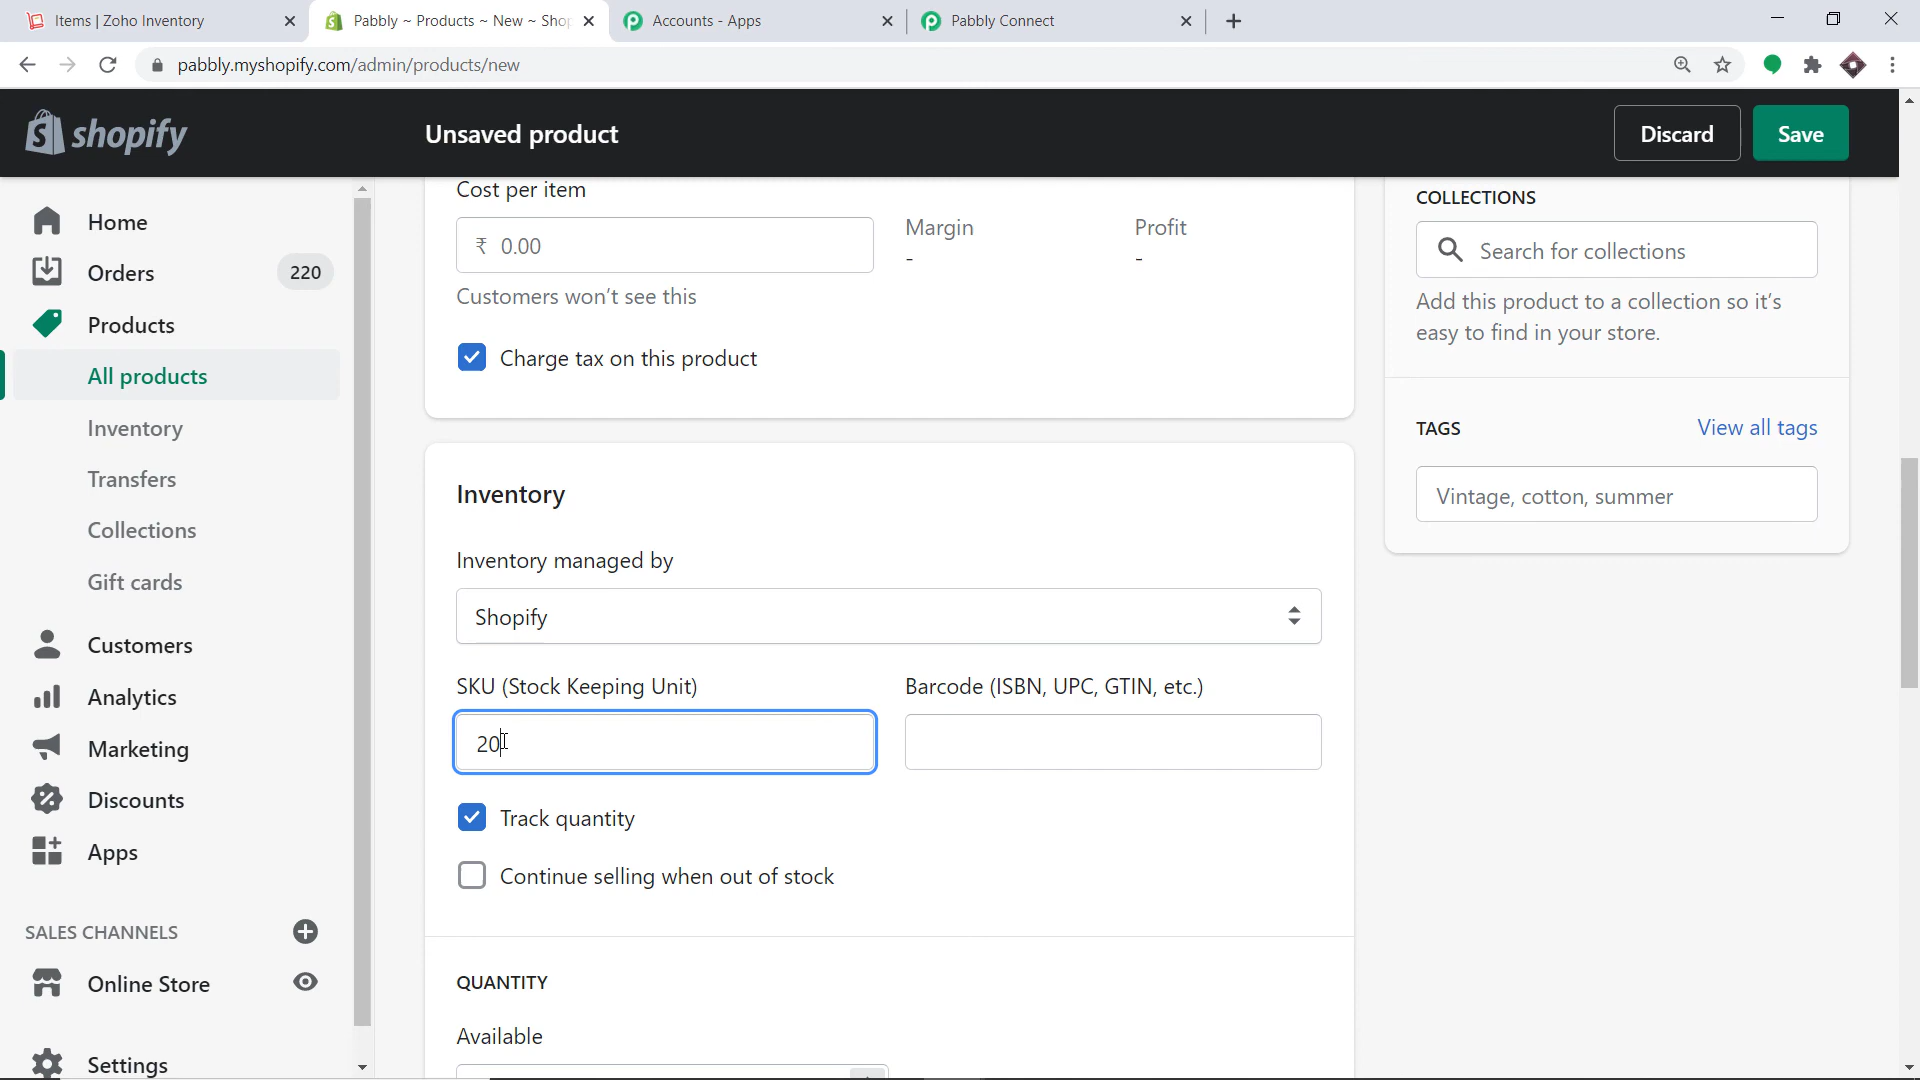 Items | Zoho Inventory
Pabbly ~ Products ~ New ~ Shop
Accounts - Apps
Pabbly Connect
pabbly.myshopify.com/admin/products/new
shopify
Unsaved product
Discard
Save
Home
Orders
220
Products
All products
Inventory
Transfers
Collections
Gift cards
Customers
Analytics
Marketing
Discounts
Apps
SALES CHANNELS
Online Store
Settings
Cost per item
₹ 0.00
Margin
-
Profit
-
Customers won't see this
Charge tax on this product
Inventory
Inventory managed by
Shopify
SKU (Stock Keeping Unit)
Barcode (ISBN, UPC, GTIN, etc.)
20
Track quantity
Continue selling when out of stock
QUANTITY
Available
COLLECTIONS
Search for collections
Add this product to a collection so it's
easy to find in your store.
TAGS
View all tags
Vintage, cotton, summer